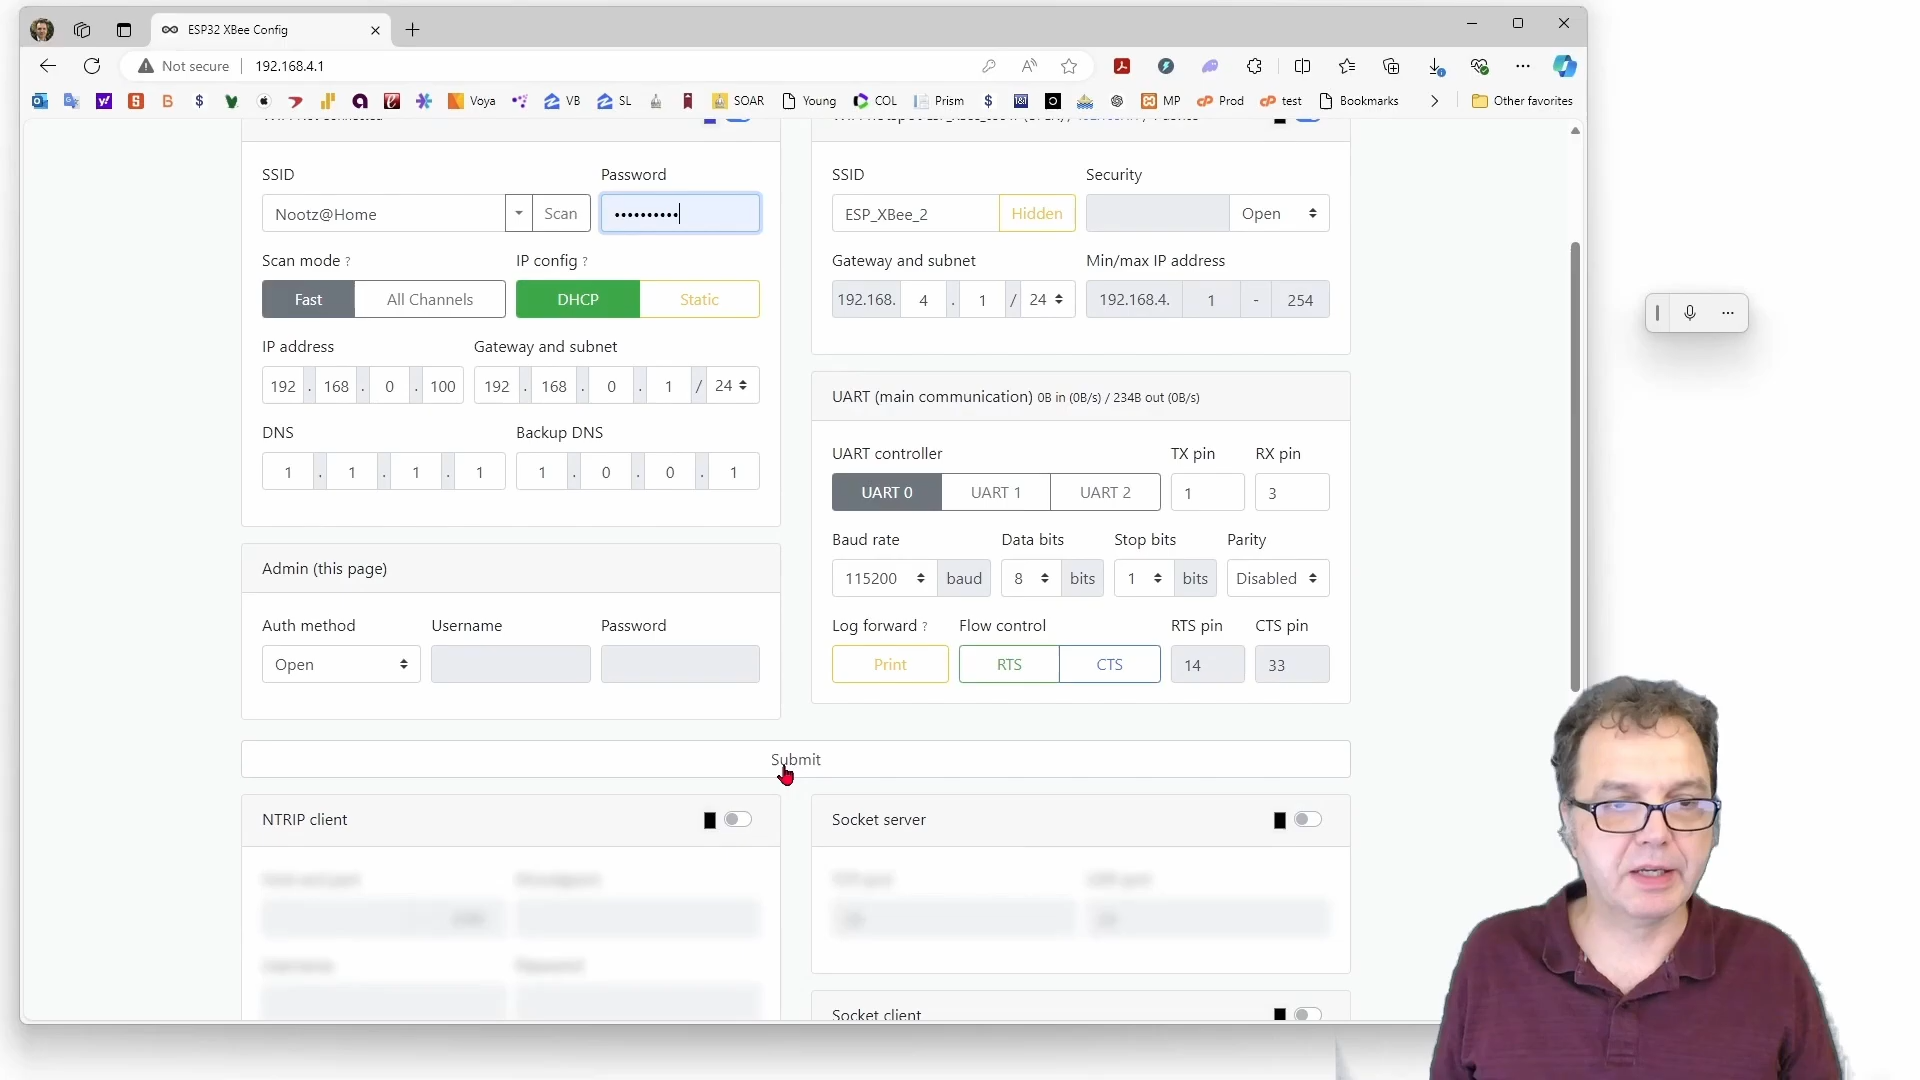 ESP32 XBee Config
Not secure
192.168.4.1
Voya
VB
SL
SOAR
Young
COL
Prism
MP
Prod
test
Bookmarks
Other favorites
SSID
Password
Nootz@Home
Scan
••••••••••
Scan mode ?
IP config ?
Fast
All Channels
DHCP
Static
IP address
Gateway and subnet
192 . 168 . 0 . 100
192 . 168 . 0 . 1 / 24
DNS
Backup DNS
1 . 1 . 1 . 1
1 . 0 . 0 . 1
Admin (this page)
Auth method
Username
Password
Open
SSID
Security
ESP_XBee_2
Hidden
Open
Gateway and subnet
Min/max IP address
192.168. 4 . 1 / 24
192.168.4. 1 - 254
UART (main communication) 0B in (0B/s) / 234B out (0B/s)
UART controller
TX pin
RX pin
UART 0
UART 1
UART 2
1
3
Baud rate
Data bits
Stop bits
Parity
115200 baud
8 bits
1 bits
Disabled
Log forward ?
Flow control
RTS pin
CTS pin
Print
RTS
CTS
14
33
Submit
NTRIP client
Socket server
Socket client